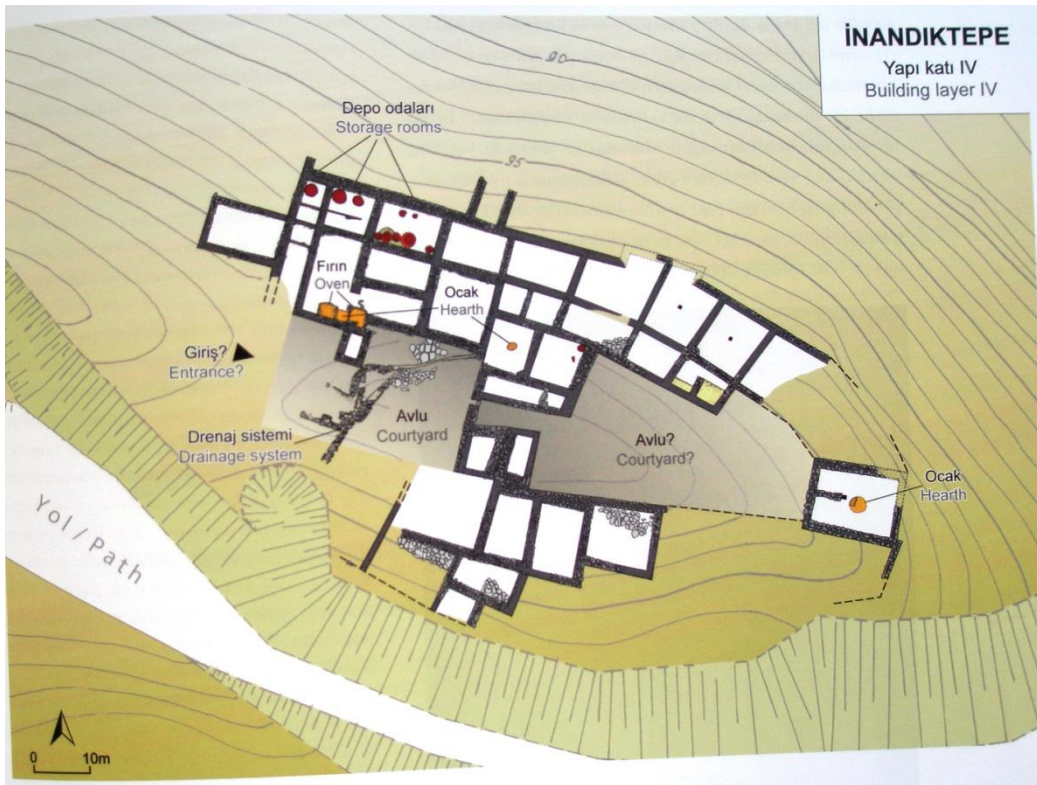 İNANDIKTEPE
Yapı katı IV
Building layer IV
90
Depo odaları
Storage rooms
95
Fırın
Oven
Ocak
Hearth
Giriş?
Entrance?
Avlu
Courtyard
Drenaj sistemi
Drainage system
Avlu?
Courtyard?
Ocak
Hearth
Yol/Path
0 10m